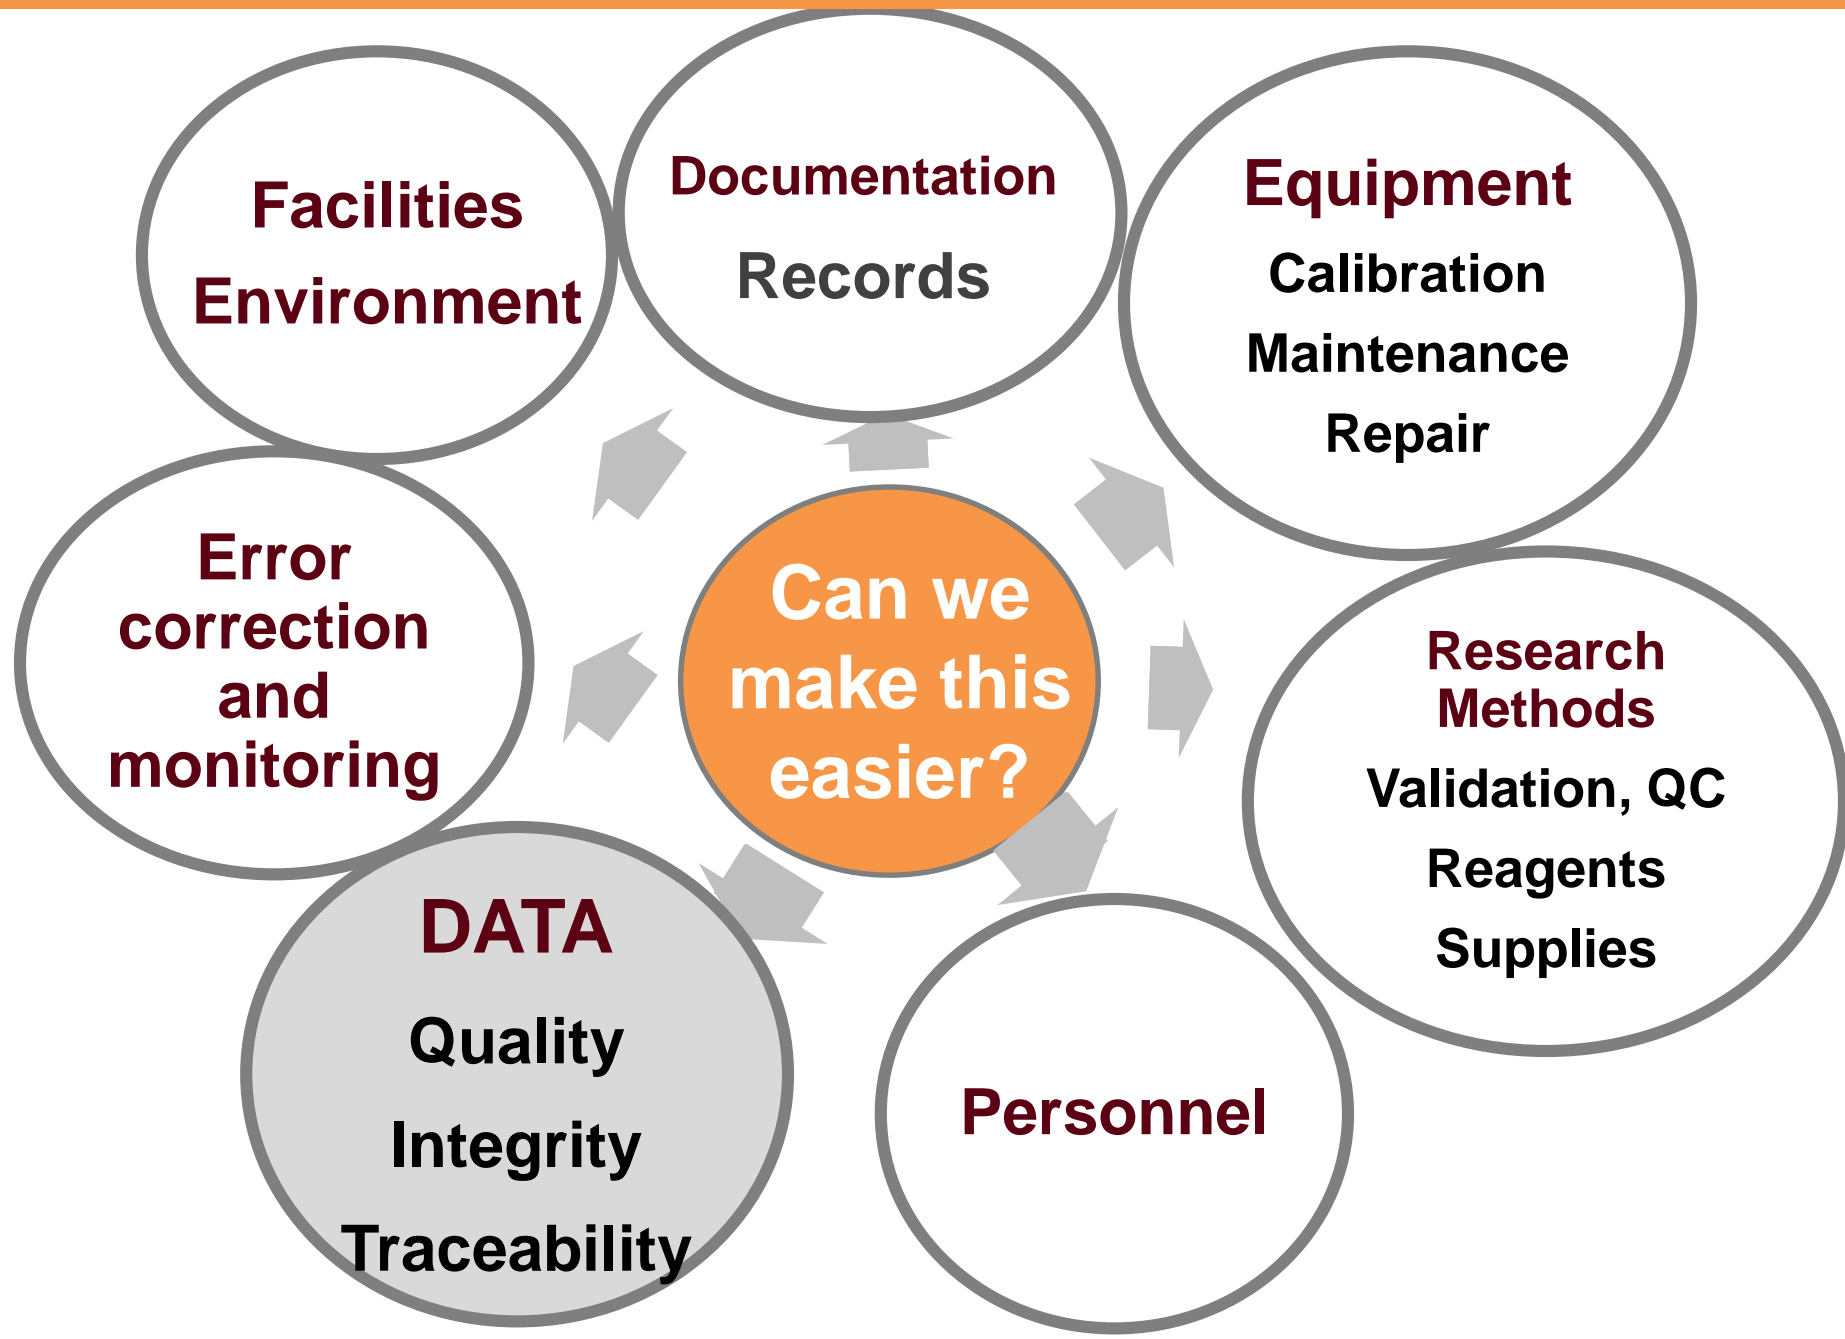 Facilities
Environment
Documentation
Records
Equipment
Calibration
Maintenance
Repair
Error
correction
and
monitoring
Can we
make this
easier?
Research
Methods
Validation, QC
Reagents
Supplies
DATA
Quality
Integrity
Traceability
Personnel